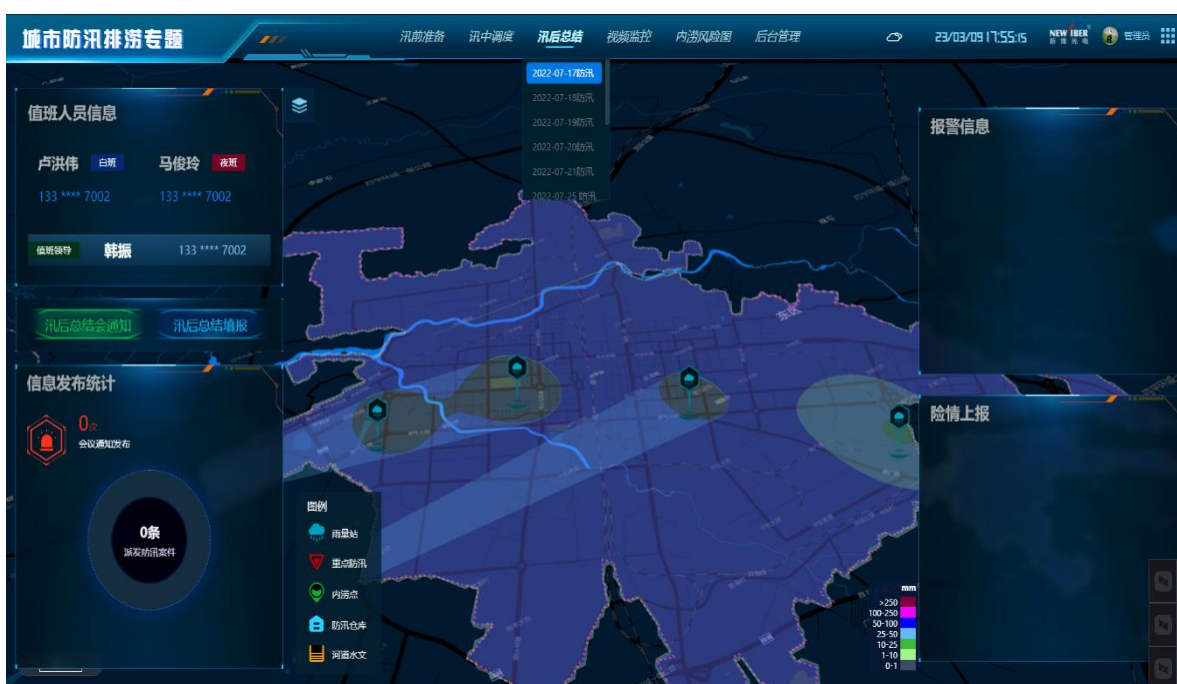 城市防汛排涝专题
汛前准备 汛中调度 汛后总结 视频监控 内涝风险图 后台管理
23/03/09 17:55:15
NEWIBER
管理员
2022-07-17防汛
2022-07-18防汛
2022-07-19防汛
2022-07-20防汛
2022-07-21防汛
2022-07-25 防汛
值班人员信息
卢洪伟 白班 马俊玲 夜班
133 **** 7002 133 **** 7002
值班领导 韩振 133 **** 7002
汛后总结会通知 汛后总结填报
信息发布统计
0次
会议通知发布
0条
派发防汛案件
图例
雨量站
重点防汛
内涝点
防汛仓库
河道水文
报警信息
险情上报
mm
>250
100-250
50-100
25-50
10-25
1-10
0-1